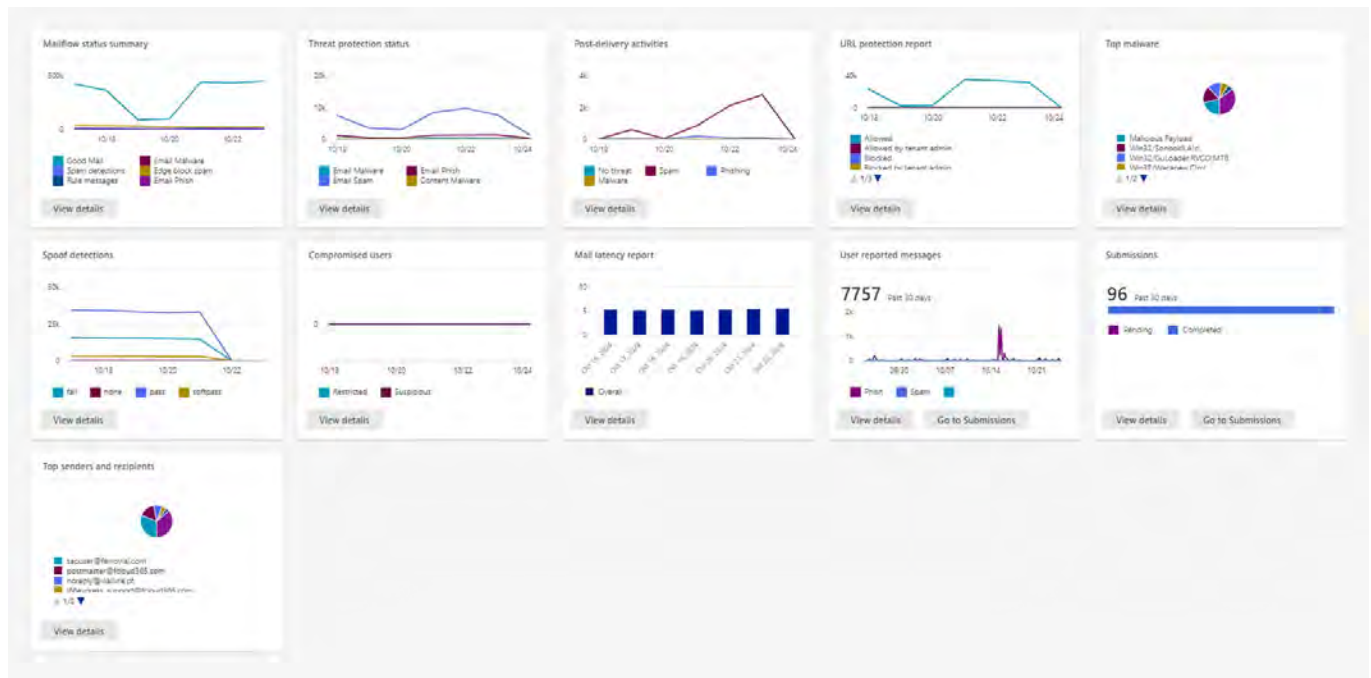 Mailflow status summary
500k
0
10/18 10/20 10/22
Good Mail Email Malware
Spam detections Edge block spam
Rule messages Email Phish
View details
Threat protection status
20k
10k
0
10/18 10/20 10/22 10/24
Email Malware Email Phish
Email Spam Content Malware
View details
Post-delivery activities
4k
2k
0
10/18 10/20 10/22 10/24
No threat Spam Phishing
Malware
View details
URL protection report
40k
0
10/18 10/20 10/22 10/24
Allowed
Allowed by tenant admin
Blocked
Blocked by tenant admin
1/3
View details
Top malware
Malicious Payload
1/2
View details
Spoof detections
20k
0
10/18 10/20 10/22
fail none pass softpass
View details
Compromised users
0
10/18 10/20 10/22 10/24
Restricted Suspicious
View details
Mail latency report
10
0
Overall
View details
User reported messages
7757 Past 30 days
2k
1k
0
09/30 10/07 10/14 10/21
Phish Spam
View details Go to Submissions
Submissions
96 Past 30 days
Pending Completed
View details Go to Submissions
Top senders and recipients
View details